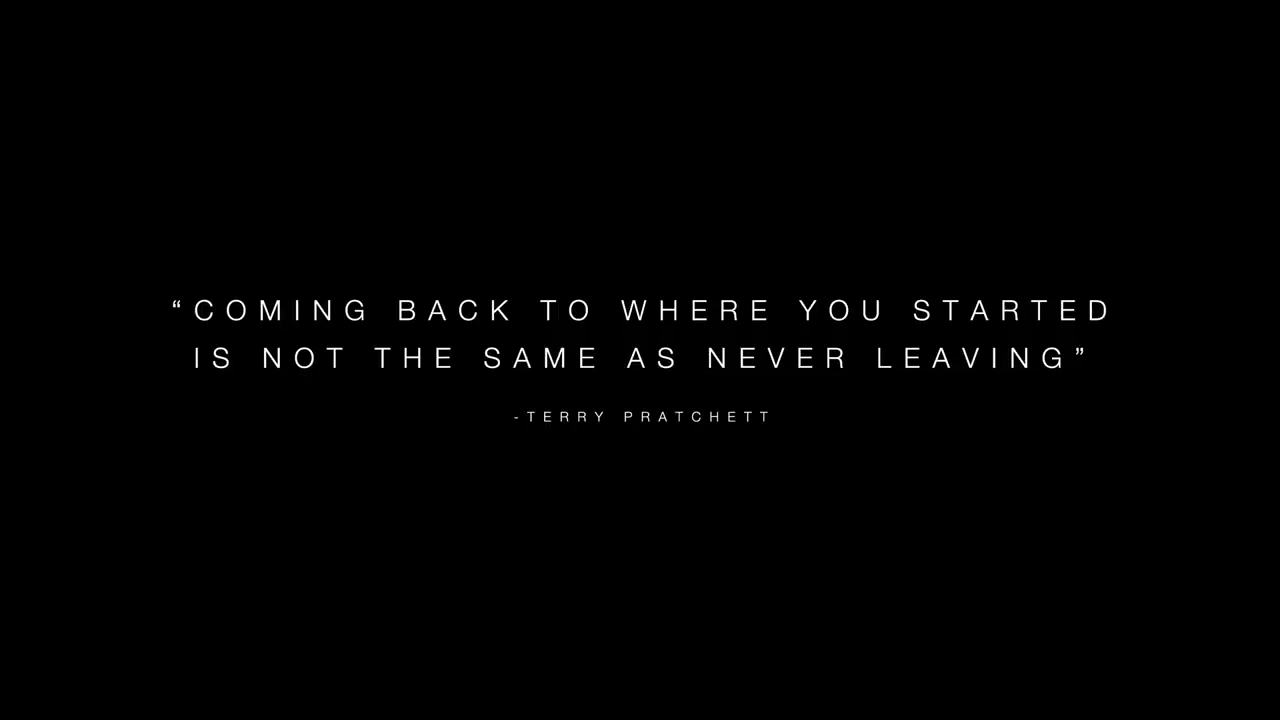 “COMING BACK TO WHERE YOU STARTED
IS NOT THE SAME AS NEVER LEAVING”
-TERRY PRATCHETT